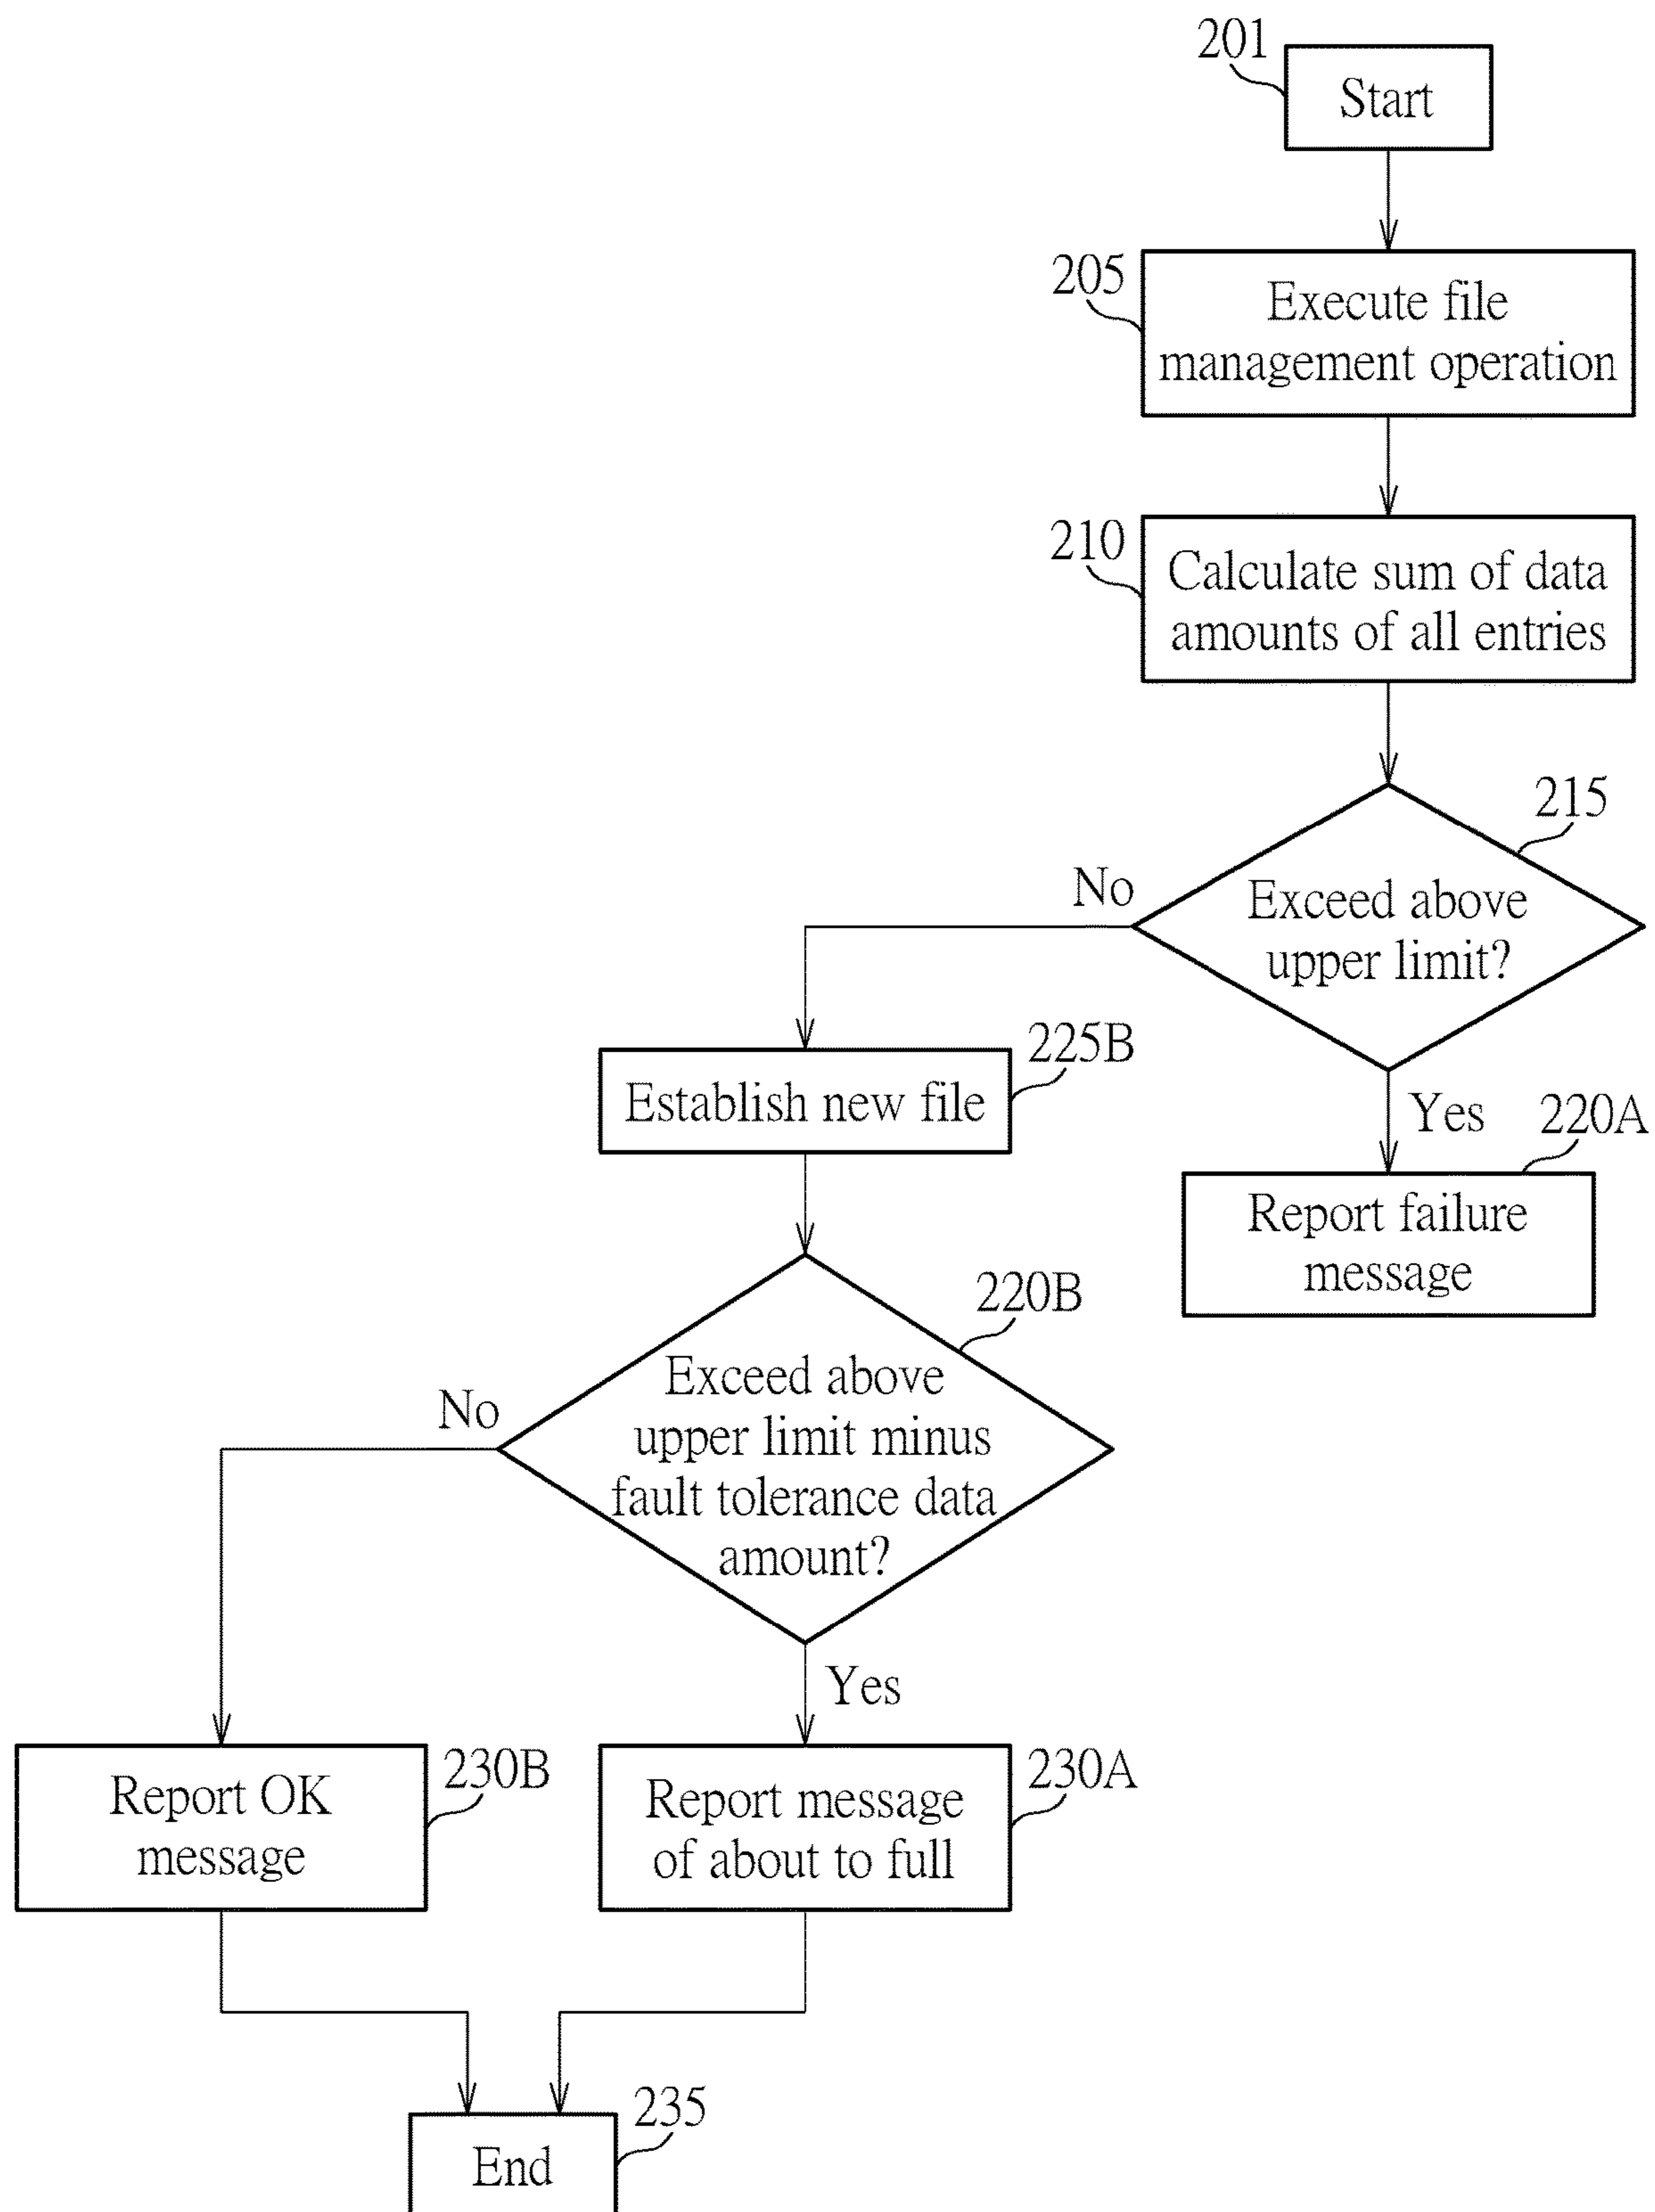 201
Start
205
Execute file
management operation
210
Calculate sum of data
amounts of all entries
215
Exceed above
upper limit?
No
Yes
225B
Establish new file
220A
Report failure
message
220B
Exceed above
upper limit minus
fault tolerance data
amount?
No
Yes
230B
Report OK
message
230A
Report message
of about to full
235
End